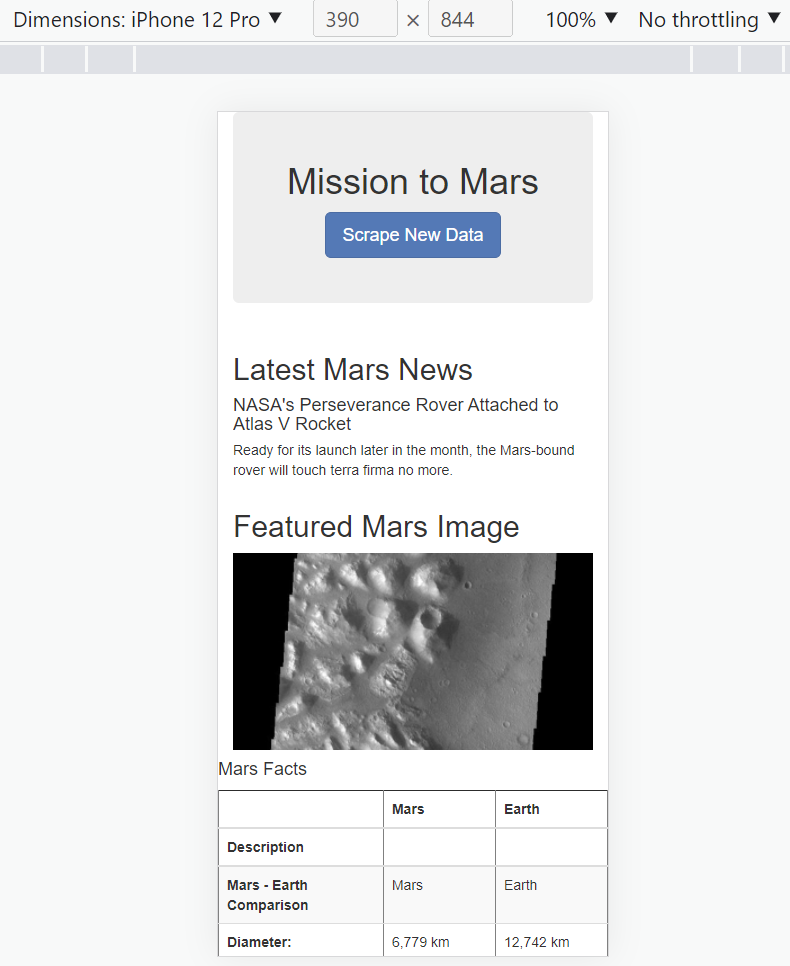 Dimensions: iPhone 12 Pro ▼ 390 × 844 100% ▼ No throttling ▼
Mission to Mars
Scrape New Data
Latest Mars News
NASA's Perseverance Rover Attached to
Atlas V Rocket
Ready for its launch later in the month, the Mars-bound
rover will touch terra firma no more.
Featured Mars Image
Mars Facts
Mars Earth
Description
Mars - Earth Comparison Mars Earth
Diameter: 6,779 km 12,742 km